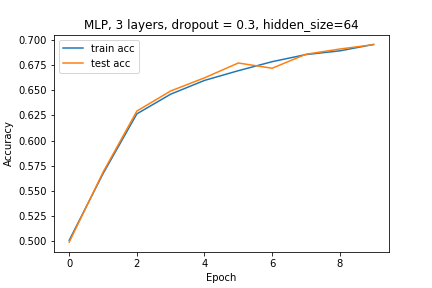 MLP, 3 layers, dropout = 0.3, hidden_size=64
train acc
test acc
Accuracy
0.700
0.675
0.650
0.625
0.600
0.575
0.550
0.525
0.500
0 2 4 6 8
Epoch